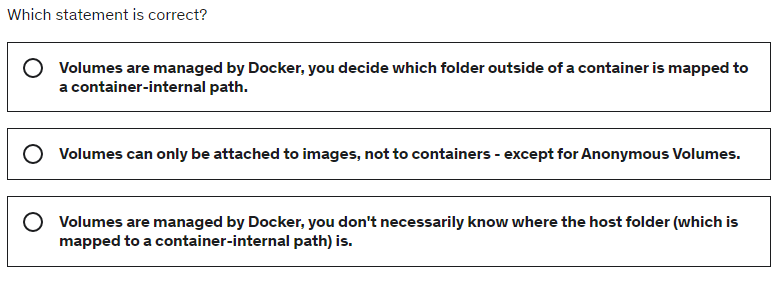 Which statement is correct?
Volumes are managed by Docker, you decide which folder outside of a container is mapped to
a container-internal path.
Volumes can only be attached to images, not to containers - except for Anonymous Volumes.
Volumes are managed by Docker, you don't necessarily know where the host folder (which is
mapped to a container-internal path) is.